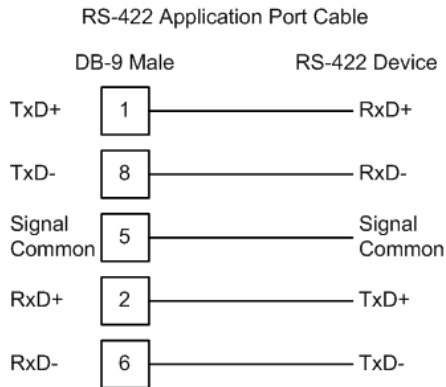 RS-422 Application Port Cable
DB-9 Male RS-422 Device
TxD+ 1 RxD+
TxD- 8 RxD-
Signal Common 5 Signal Common
RxD+ 2 TxD+
RxD- 6 TxD-